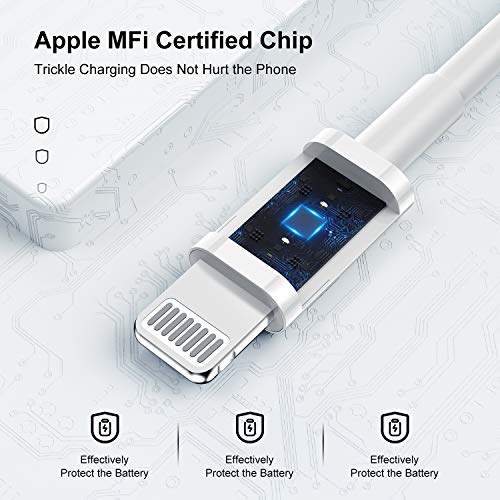 Apple MFi Certified Chip
Trickle Charging Does Not Hurt the Phone
Effectively
Protect the Battery
Effectively
Protect the Battery
Effectively
Protect the Battery